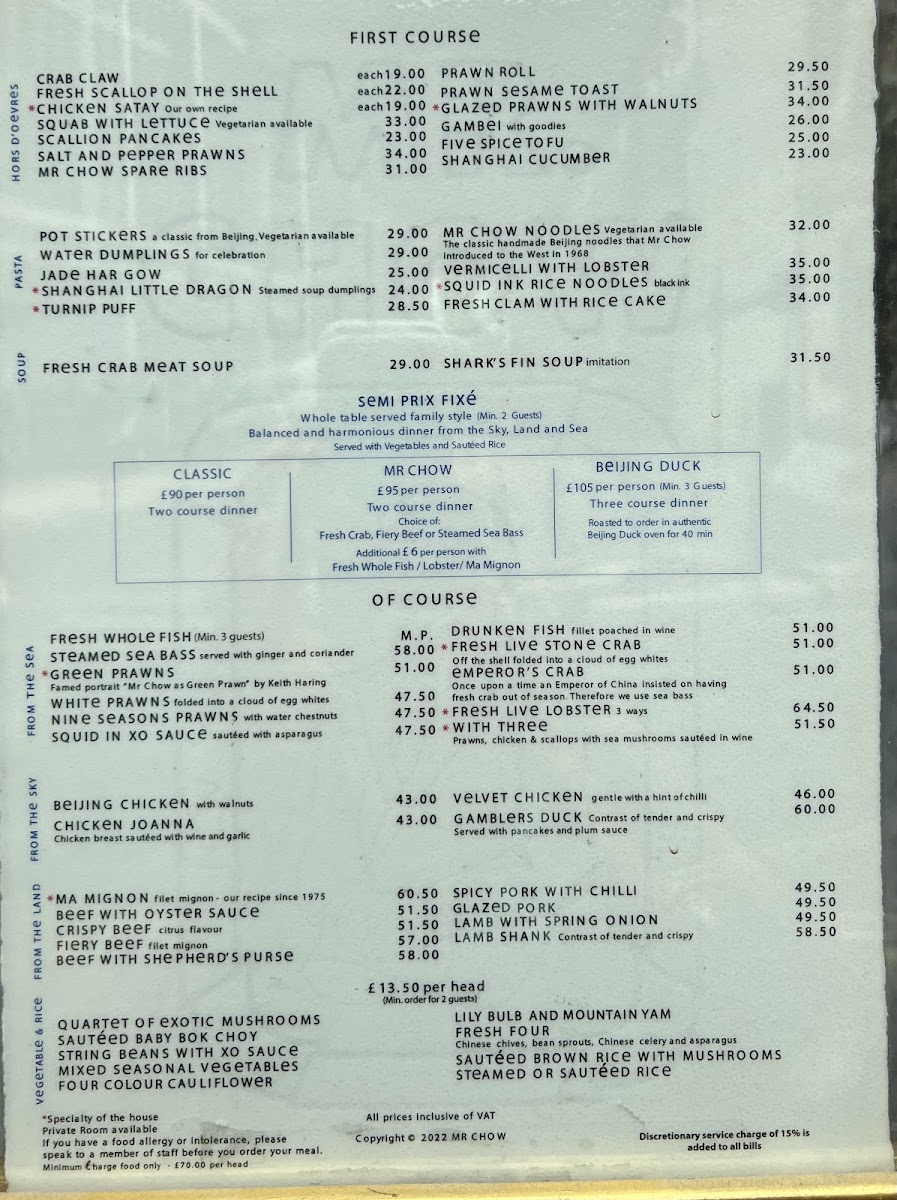 FIRST COURSE
HORS D'OEVRES
CRAB CLAW each 19.00
FRESH SCALLOP ON THE SHELL each 22.00
*CHICKEN SATAY Our own recipe each 19.00
SQUAB WITH LETTUCE Vegetarian available 33.00
SCALLION PANCAKES 23.00
SALT AND PEPPER PRAWNS 34.00
MR CHOW SPARE RIBS 31.00
PRAWN ROLL 29.50
PRAWN SESAME TOAST 31.50
*GLAZED PRAWNS WITH WALNUTS 34.00
GAMBEI with goodies 26.00
FIVE SPICE TOFU 25.00
SHANGHAI CUCUMBER 23.00
PASTA
POT STICKERS a classic from Beijing. Vegetarian available 29.00
WATER DUMPLINGS for celebration 29.00
JADE HAR GOW 25.00
*SHANGHAI LITTLE DRAGON Steamed soup dumplings 24.00
*TURNIP PUFF 28.50
MR CHOW NOODLES Vegetarian available 32.00
The classic handmade Beijing noodles that Mr Chow
introduced to the West in 1968
VERMICELLI WITH LOBSTER 35.00
*SQUID INK RICE NOODLES black ink 35.00
FRESH CLAM WITH RICE CAKE 34.00
SOUP
FRESH CRAB MEAT SOUP 29.00
SHARK'S FIN SOUP imitation 31.50
SEMI PRIX FIXÉ
Whole table served family style (Min. 2 Guests)
Balanced and harmonious dinner from the Sky, Land and Sea
Served with Vegetables and Sautéed Rice
CLASSIC
£90 per person
Two course dinner
MR CHOW
£95 per person
Two course dinner
Choice of:
Fresh Crab, Fiery Beef or Steamed Sea Bass
Additional £6 per person with
Fresh Whole Fish / Lobster/ Ma Mignon
BEIJING DUCK
£105 per person (Min. 3 Guests)
Three course dinner
Roasted to order in authentic
Beijing Duck oven for 40 min
OF COURSE
FROM THE SEA
FRESH WHOLE FISH (Min. 3 guests) M.P.
STEAMED SEA BASS served with ginger and coriander 58.00
*GREEN PRAWNS 51.00
Famed portrait "Mr Chow as Green Prawn" by Keith Haring
WHITE PRAWNS folded into a cloud of egg whites 47.50
NINE SEASONS PRAWNS with water chestnuts 47.50
SQUID IN XO SAUCE sautéed with asparagus 47.50
DRUNKEN FISH fillet poached in wine 51.00
*FRESH LIVE STONE CRAB 51.00
Off the shell folded into a cloud of egg whites
EMPEROR'S CRAB 51.00
Once upon a time an Emperor of China insisted on having
fresh crab out of season. Therefore we use sea bass
*FRESH LIVE LOBSTER 3 ways 64.50
*WITH THREE 51.50
Prawns, chicken & scallops with sea mushrooms sautéed in wine
FROM THE SKY
BEIJING CHICKEN with walnuts 43.00
CHICKEN JOANNA 43.00
Chicken breast sautéed with wine and garlic
VELVET CHICKEN gentle with a hint of chilli 46.00
GAMBLERS DUCK Contrast of tender and crispy 60.00
Served with pancakes and plum sauce
FROM THE LAND
*MA MIGNON filet mignon - our recipe since 1975 60.50
BEEF WITH OYSTER SAUCE 51.50
CRISPY BEEF citrus flavour 51.50
FIERY BEEF filet mignon 57.00
BEEF WITH SHEPHERD'S PURSE 58.00
SPICY PORK WITH CHILLI 49.50
GLAZED PORK 49.50
LAMB WITH SPRING ONION 49.50
LAMB SHANK Contrast of tender and crispy 58.50
£13.50 per head
(Min. order for 2 guests)
VEGETABLE & RICE
QUARTET OF EXOTIC MUSHROOMS
SAUTÉED BABY BOK CHOY
STRING BEANS WITH XO SAUCE
MIXED SEASONAL VEGETABLES
FOUR COLOUR CAULIFLOWER
LILY BULB AND MOUNTAIN YAM
FRESH FOUR
Chinese chives, bean sprouts, Chinese celery and asparagus
SAUTÉED BROWN RICE WITH MUSHROOMS
STEAMED OR SAUTÉED RICE
*Specialty of the house
Private Room available
If you have a food allergy or intolerance, please
speak to a member of staff before you order your meal.
Minimum Charge food only - £70.00 per head
All prices inclusive of VAT
Copyright © 2022 MR CHOW
Discretionary service charge of 15% is
added to all bills